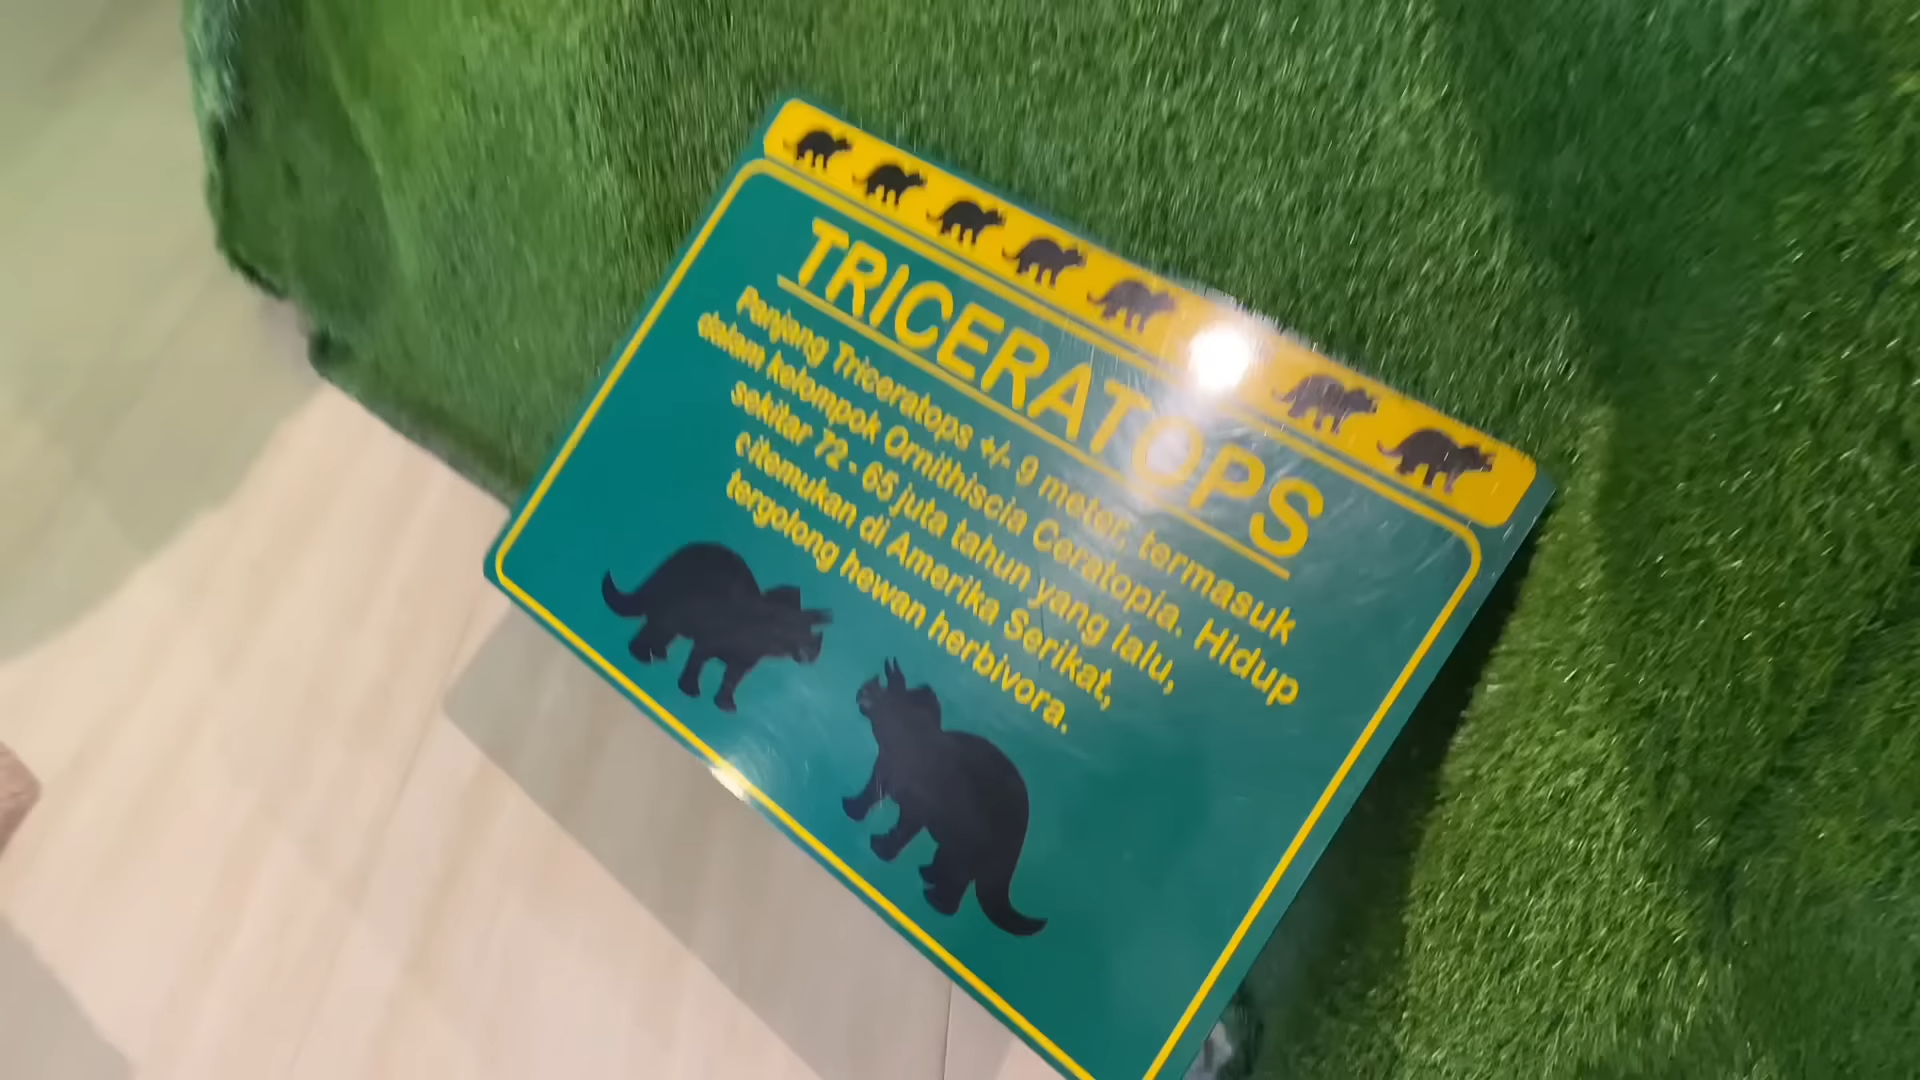 TRICERATOPS
Panjang Triceratops +/- 9 meter, termasuk
dalam kelompok Ornithiscia Ceratopia. Hidup
sekitar 72 - 65 juta tahun yang lalu,
ditemukan di Amerika Serikat,
tergolong hewan herbivora.